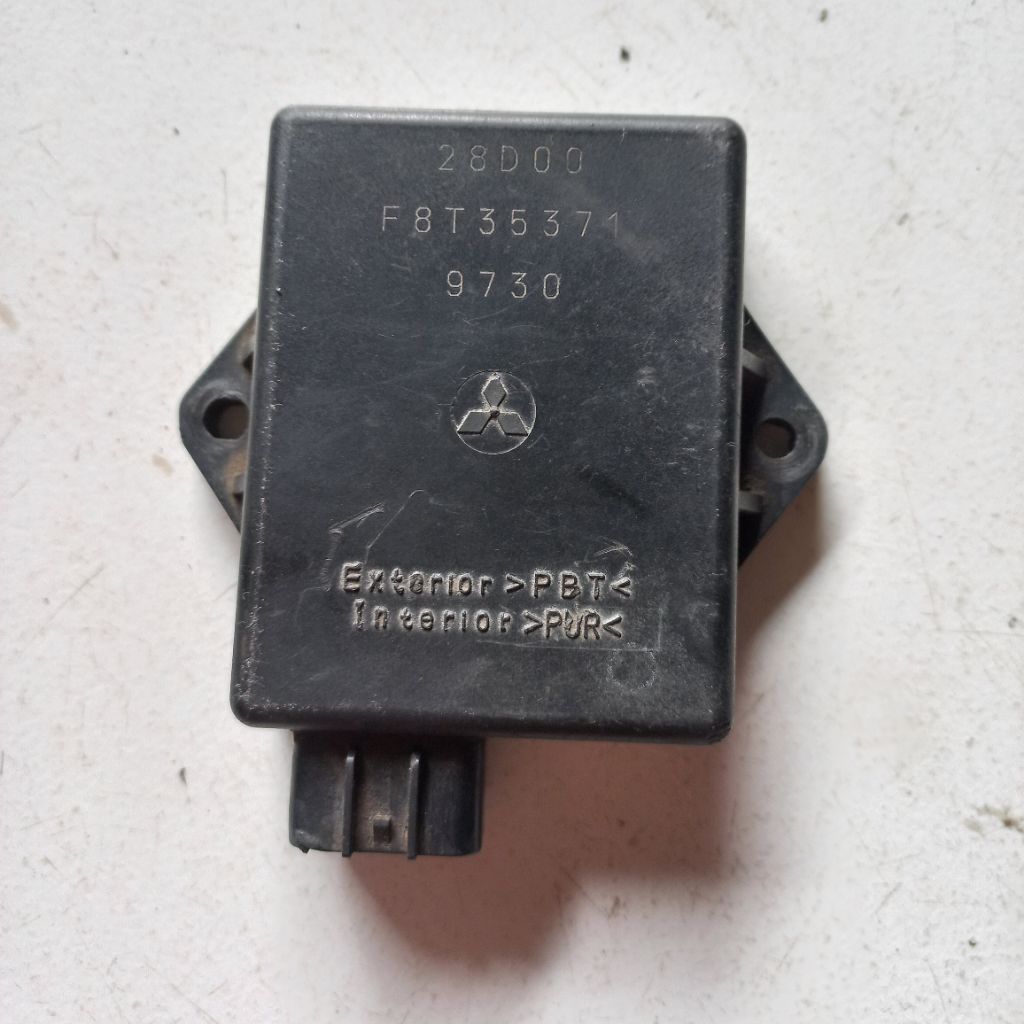 28D00
F8T35371
9730
Exterior >PBT<
Interior >PUR<